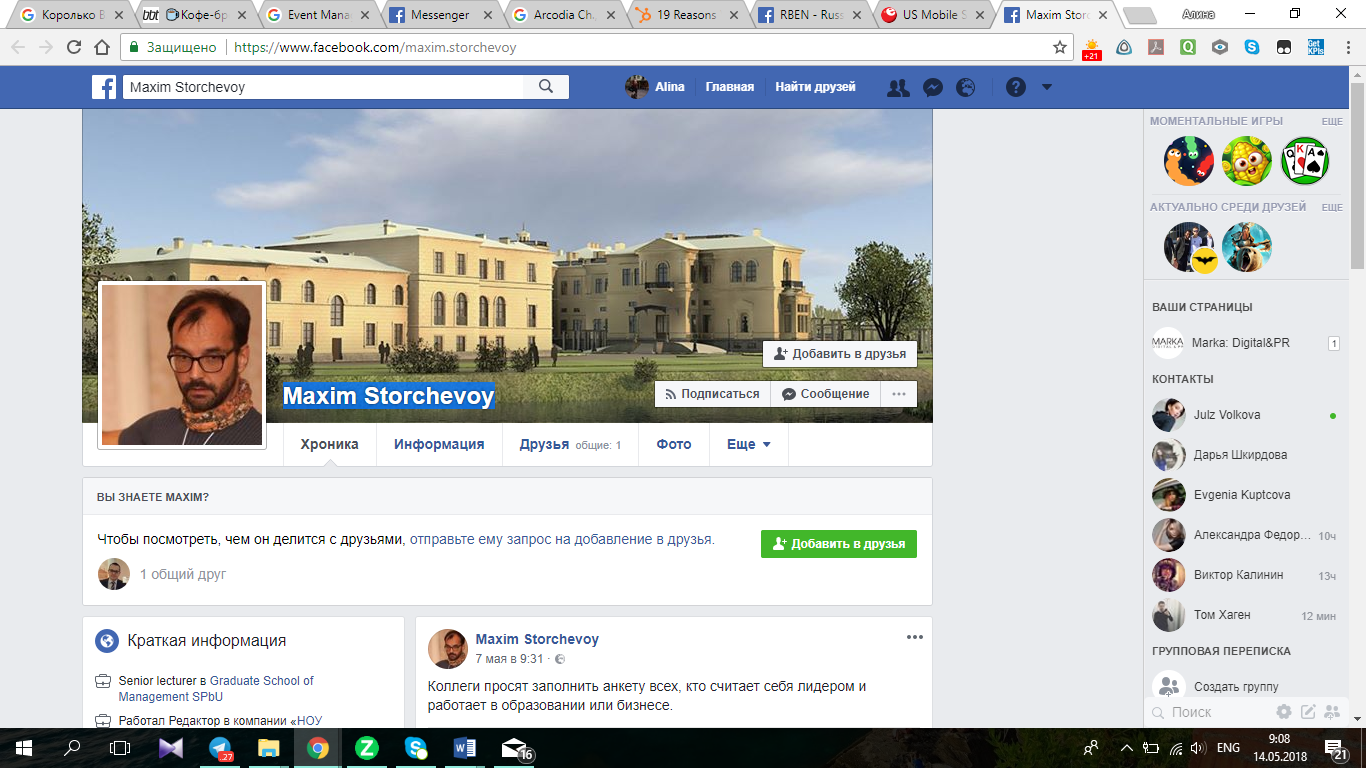 Королько В
bbt Кофе-бр
Event Mana
Messenger
Arcodia Cha
19 Reasons
RBEN - Russ
US Mobile S
Maxim Storc
Алина
Защищено https://www.facebook.com/maxim.storchevoy
+21
Get KPIs
Maxim Storchevoy
Alina Главная Найти друзей
МОМЕНТАЛЬНЫЕ ИГРЫ ЕЩЕ
АКТУАЛЬНО СРЕДИ ДРУЗЕЙ ЕЩЕ
Добавить в друзья
Maxim Storchevoy
Подписаться Сообщение
Хроника Информация Друзья общие: 1 Фото Еще
ВЫ ЗНАЕТЕ MAXIM?
Чтобы посмотреть, чем он делится с друзьями, отправьте ему запрос на добавление в друзья.
Добавить в друзья
1 общий друг
Краткая информация
Senior lecturer в Graduate School of
Management SPbU
Работал Редактор в компании «НОУ
Maxim Storchevoy
7 мая в 9:31
Коллеги просят заполнить анкету всех, кто считает себя лидером и
работает в образовании или бизнесе.
ВАШИ СТРАНИЦЫ
MARKA
Marka: Digital&PR 1
КОНТАКТЫ
Julz Volkova
Дарья Шкирдова
Evgenia Kuptcova
Александра Федор... 10ч
Виктор Калинин 13ч
Том Хаген 12 мин
ГРУППОВАЯ ПЕРЕПИСКА
Создать группу
Поиск
27
16
ENG
9:08
14.05.2018
21